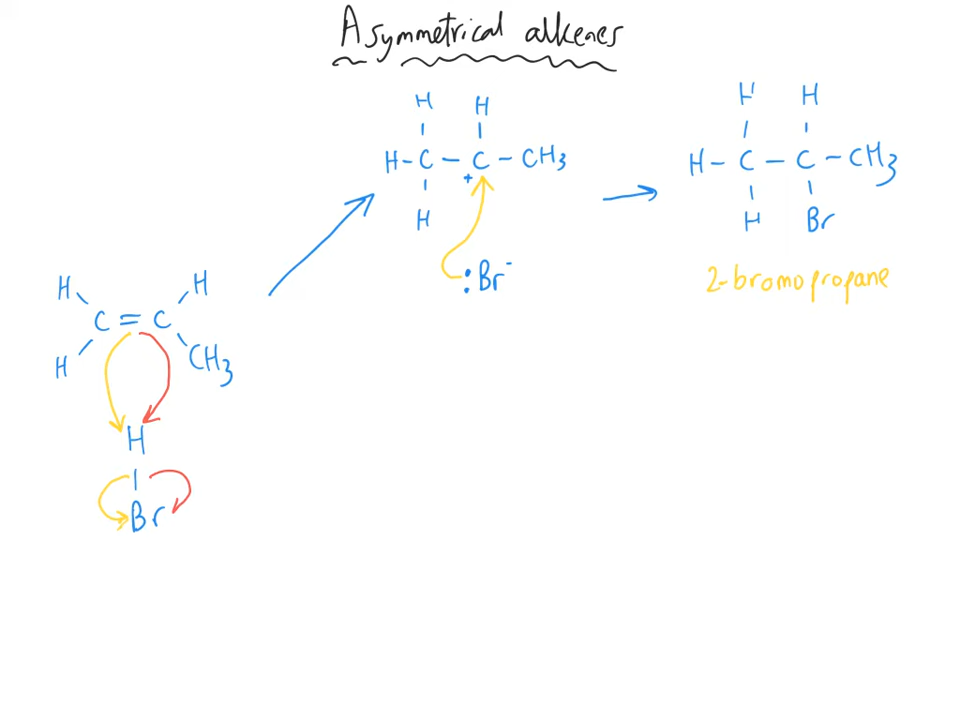 Asymmetrical alkenes
H H
H-C-C-CH3
+
H
:Br-
H H
H-C-C-CH3
H Br
2-bromopropane
H H
C=C
H CH3
H
Br